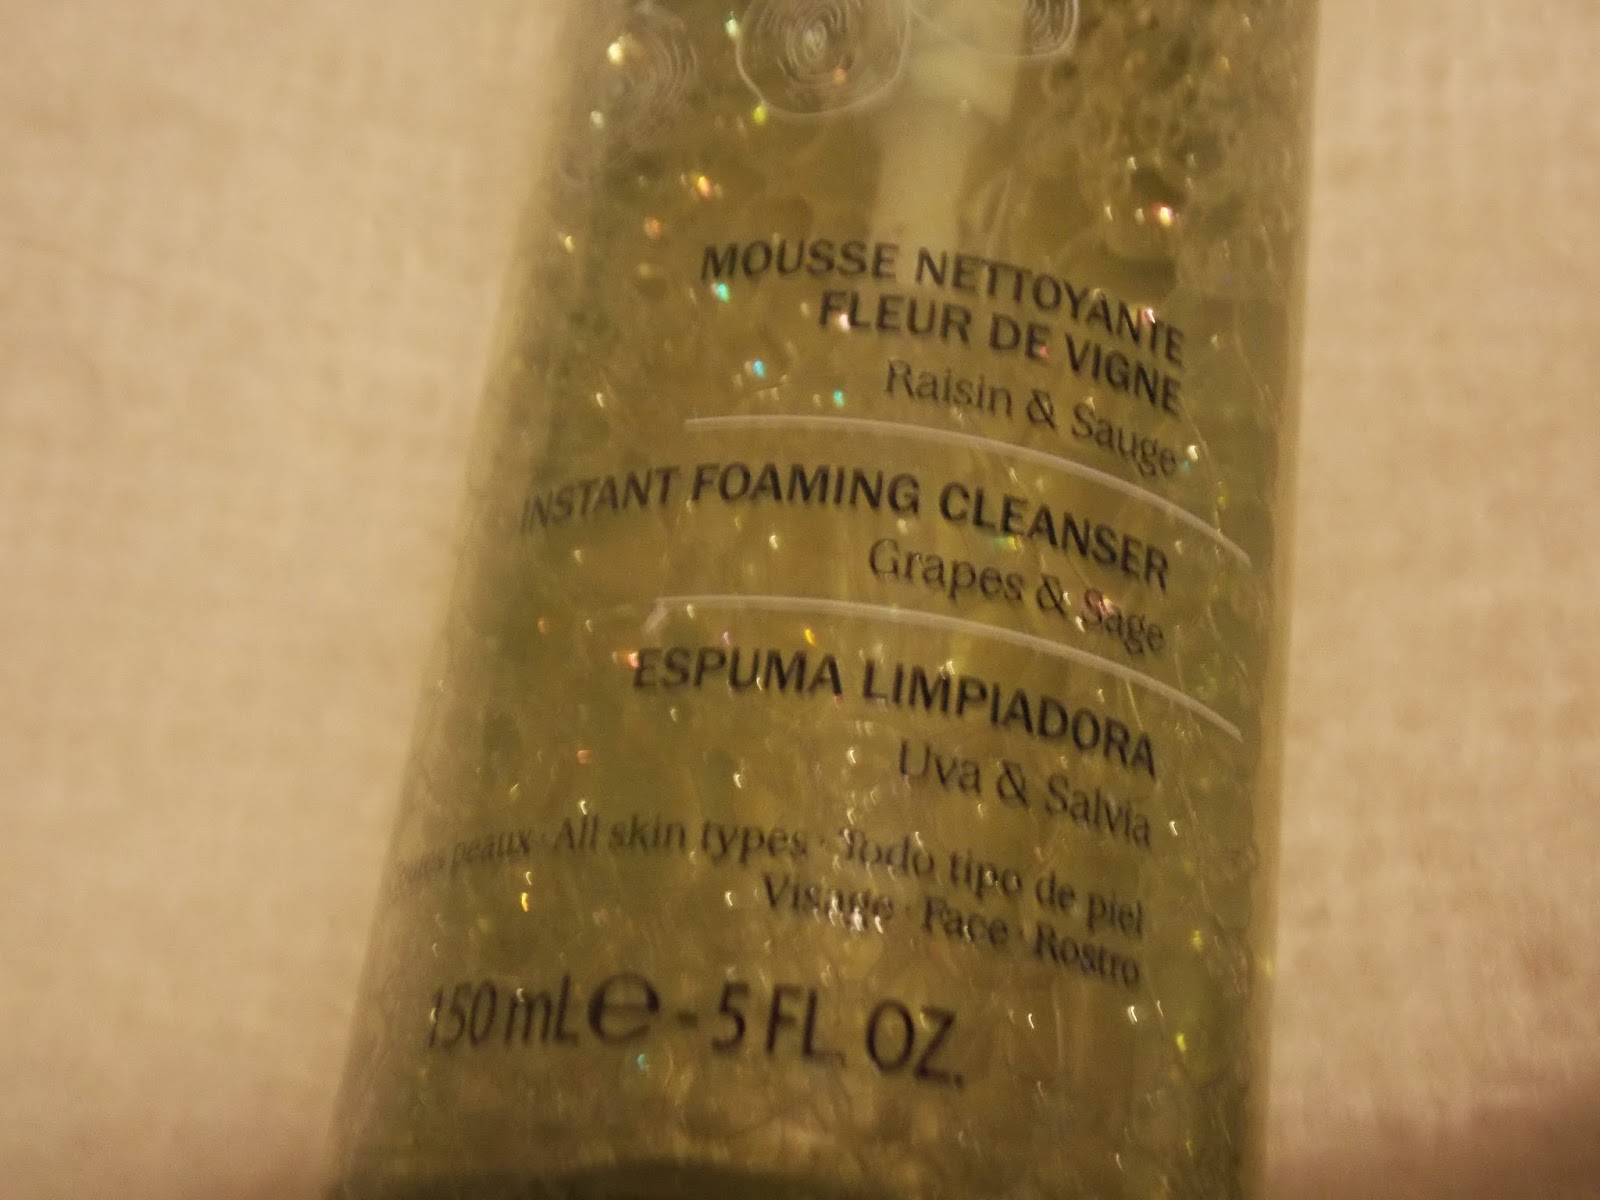 MOUSSE NETTOYANTE
FLEUR DE VIGNE
Raisin & Sauge
INSTANT FOAMING CLEANSER
Grapes & Sage
ESPUMA LIMPIADORA
Uva & Salvia
peaux · All skin types · Todo tipo de piel
Visage · Face · Rostro
150 mL e - 5 FL. OZ.